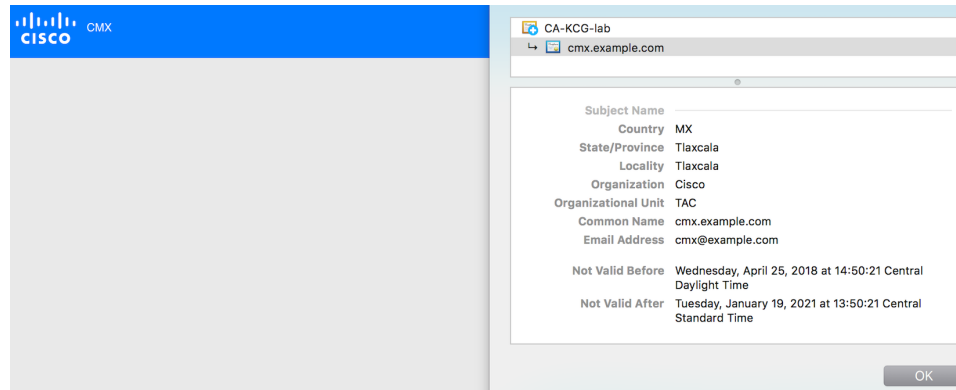 CISCO
CMX
CA-KCG-lab
cmx.example.com
Subject Name
Country MX
State/Province Tlaxcala
Locality Tlaxcala
Organization Cisco
Organizational Unit TAC
Common Name cmx.example.com
Email Address cmx@example.com
Not Valid Before Wednesday, April 25, 2018 at 14:50:21 Central
Daylight Time
Not Valid After Tuesday, January 19, 2021 at 13:50:21 Central
Standard Time
OK